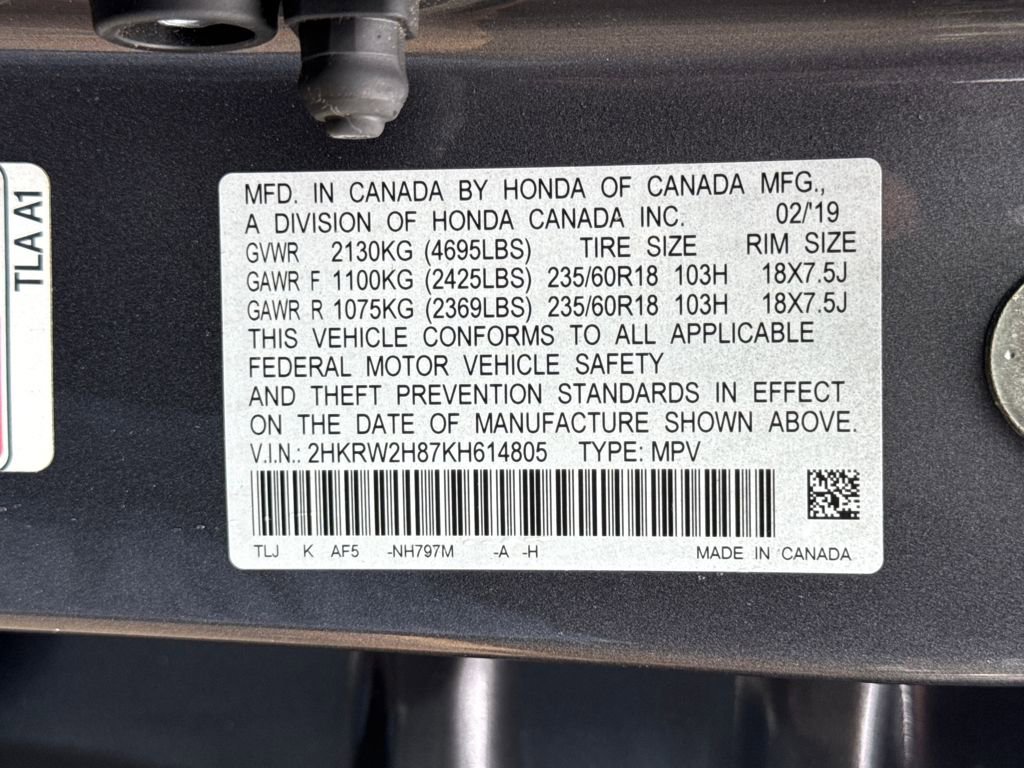 TLA A1
MFD. IN CANADA BY HONDA OF CANADA MFG.,
A DIVISION OF HONDA CANADA INC. 02/'19
GVWR 2130KG (4695LBS) TIRE SIZE RIM SIZE
GAWR F 1100KG (2425LBS) 235/60R18 103H 18X7.5J
GAWR R 1075KG (2369LBS) 235/60R18 103H 18X7.5J
THIS VEHICLE CONFORMS TO ALL APPLICABLE
FEDERAL MOTOR VEHICLE SAFETY
AND THEFT PREVENTION STANDARDS IN EFFECT
ON THE DATE OF MANUFACTURE SHOWN ABOVE.
V.I.N.: 2HKRW2H87KH614805 TYPE: MPV
TLJ K AF5 -NH797M -A -H MADE IN CANADA